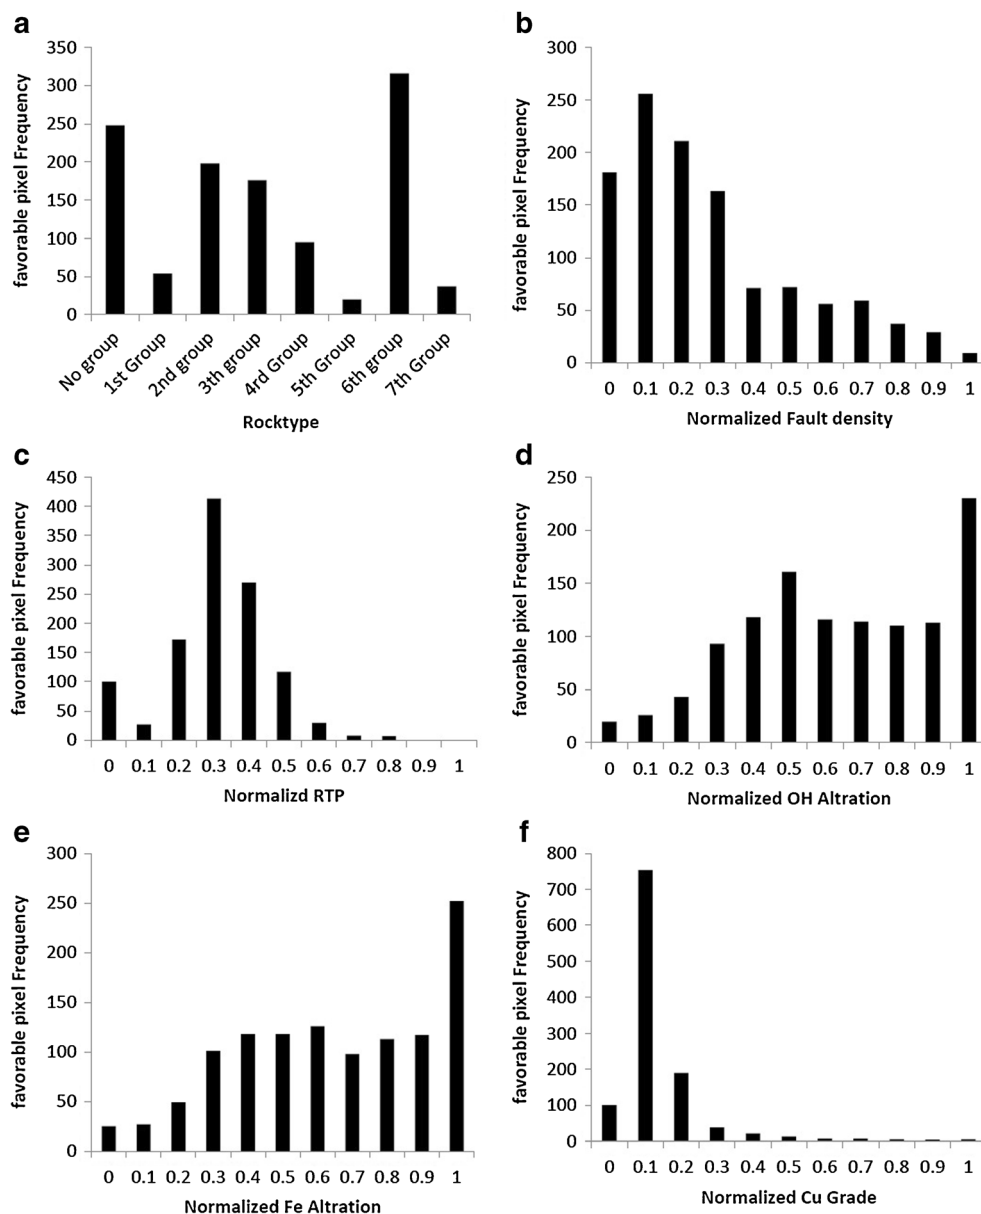 a
favorable pixel Frequency
350
300
250
200
150
100
50
0
No group
1st Group
2nd group
3th group
4rd Group
5th Group
6th group
7th Group
Rocktype
b
favorable pixel Frequency
300
250
200
150
100
50
0
0 0.1 0.2 0.3 0.4 0.5 0.6 0.7 0.8 0.9 1
Normalized Fault density
c
favorable pixel Frequency
450
400
350
300
250
200
150
100
50
0
0 0.1 0.2 0.3 0.4 0.5 0.6 0.7 0.8 0.9 1
Normalizd RTP
d
favorable pixel Frequency
250
200
150
100
50
0
0 0.1 0.2 0.3 0.4 0.5 0.6 0.7 0.8 0.9 1
Normalized OH Altration
e
favorable pixel Frequency
300
250
200
150
100
50
0
0 0.1 0.2 0.3 0.4 0.5 0.6 0.7 0.8 0.9 1
Normalized Fe Altration
f
favorable pixel Frequency
800
700
600
500
400
300
200
100
0
0 0.1 0.2 0.3 0.4 0.5 0.6 0.7 0.8 0.9 1
Normalized Cu Grade